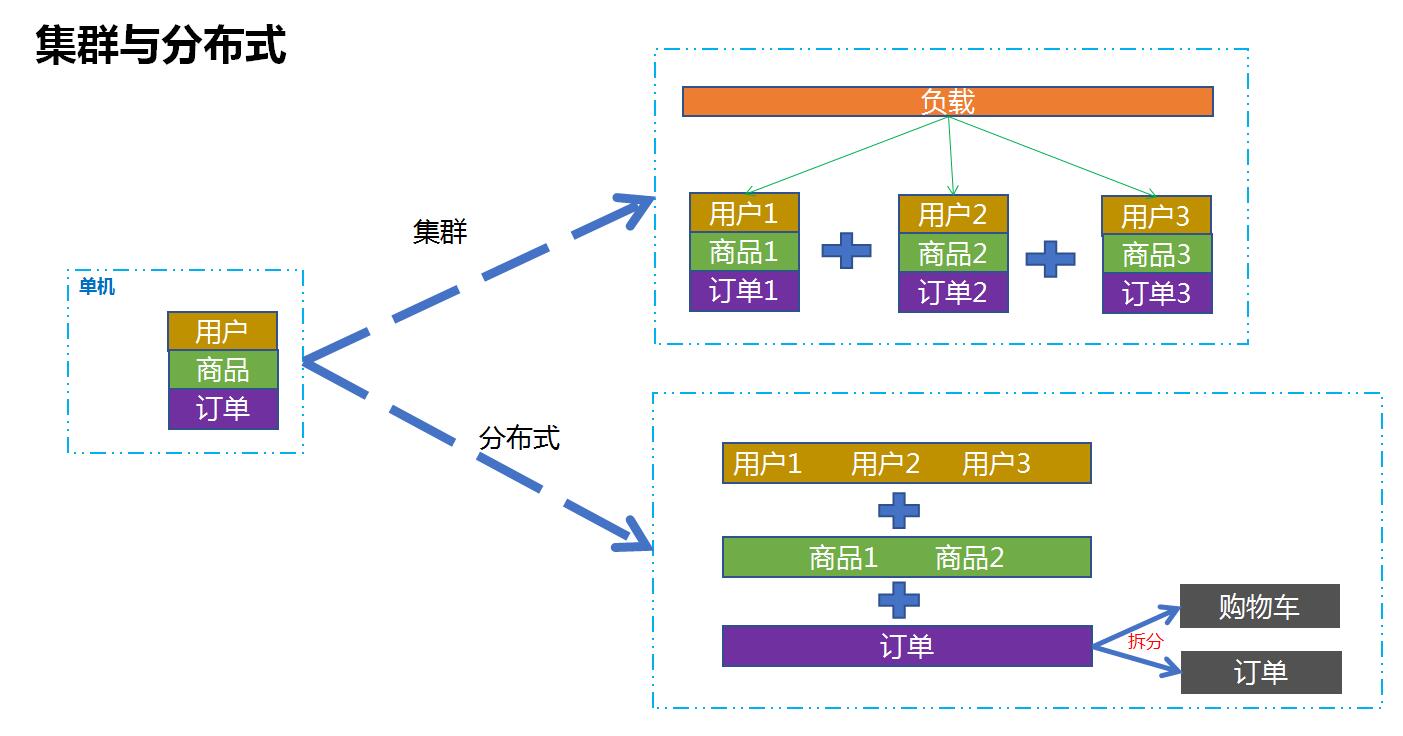 集群与分布式
单机
用户
商品
订单
集群
分布式
负载
用户1 用户2 用户3
商品1 商品2 商品3
订单1 订单2 订单3
用户1 用户2 用户3
商品1 商品2
订单
拆分
购物车
订单